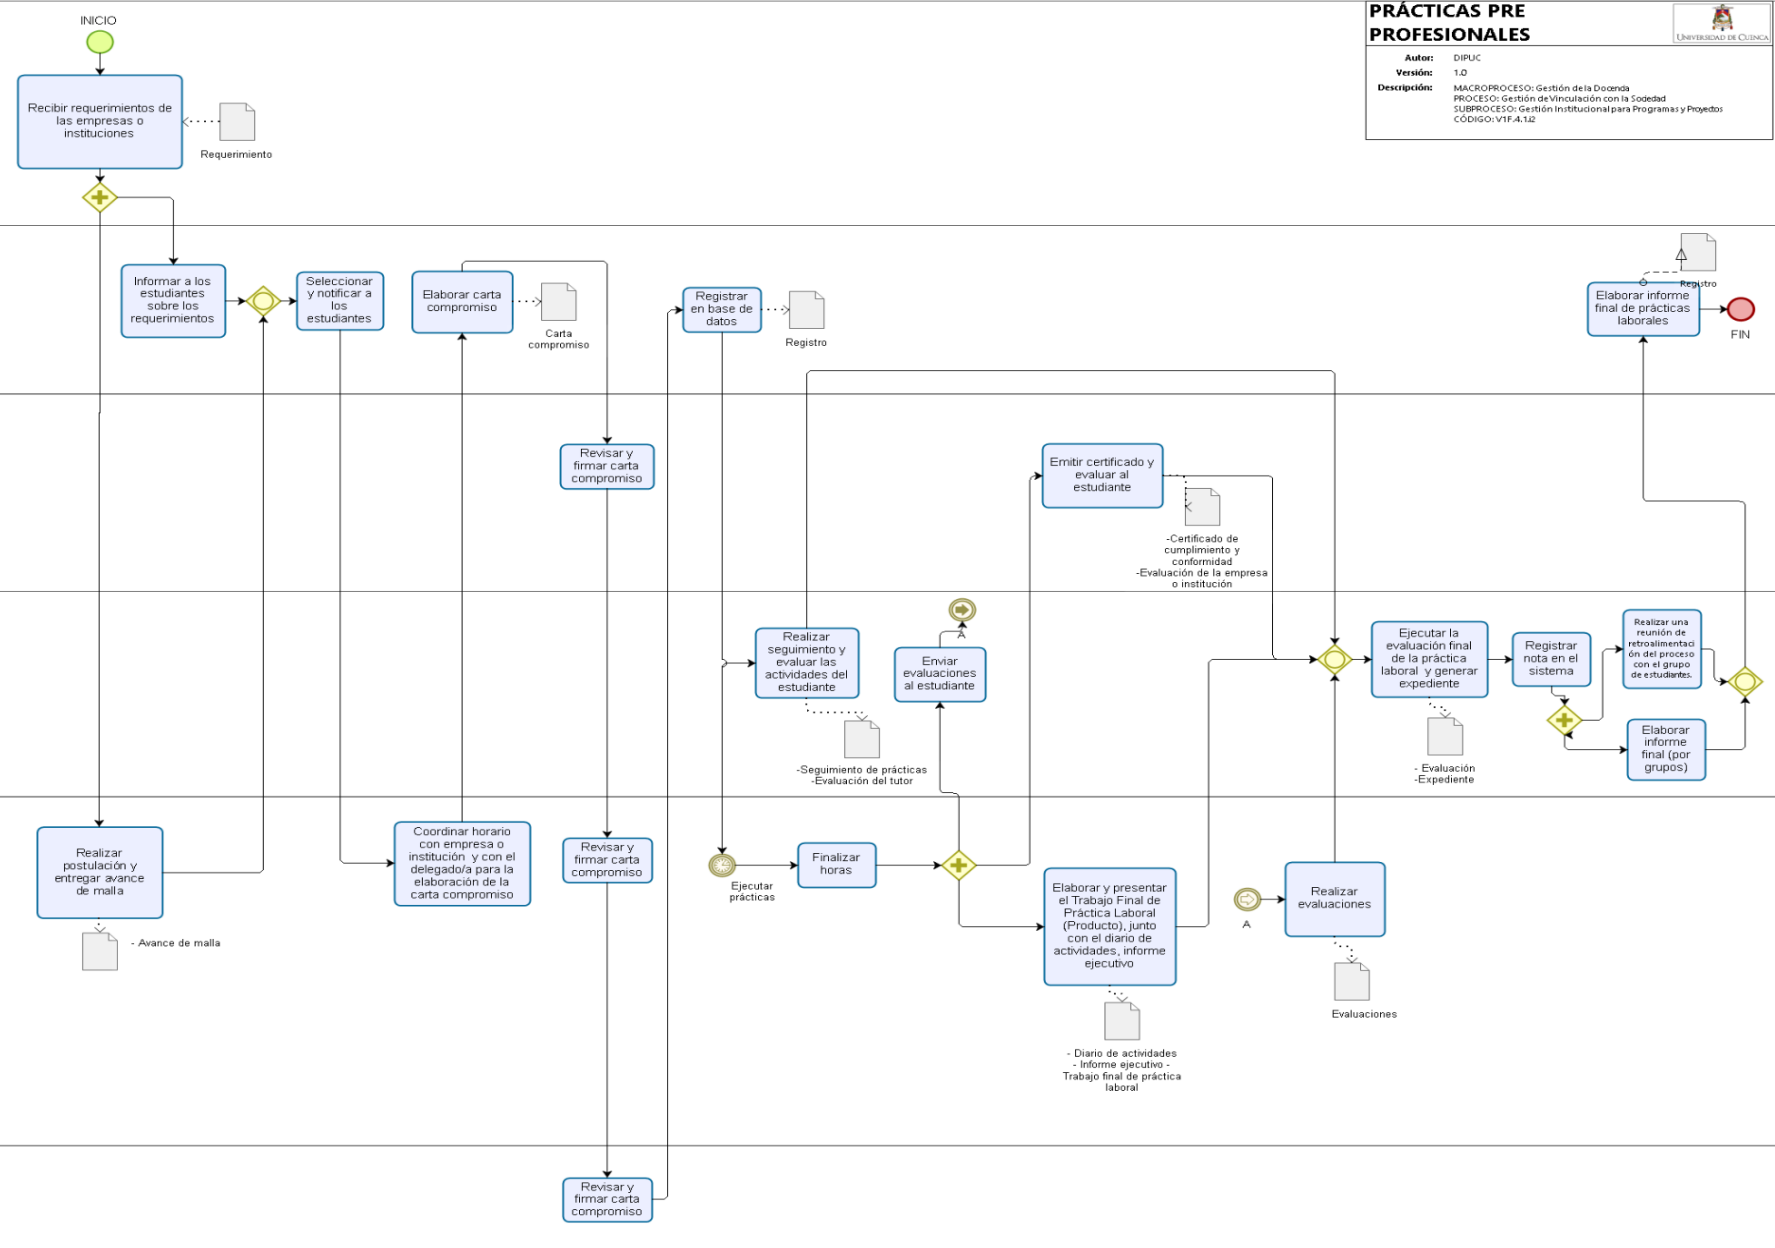 INICIO
PRÁCTICAS PRE
PROFESIONALES
UNIVERSIDAD DE CUENCA
Autor: DIPUC
Versión: 1.0
Descripción: MACROPROCESO: Gestión de la Docencia
PROCESO: Gestión de Vinculación con la Sociedad
SUBPROCESO: Gestión Institucional para Programas y Proyectos
Recibir requerimientos de
las empresas o
instituciones
Requerimiento
Informar a los
estudiantes
sobre los
requerimientos
Seleccionar
y notificar a
los
estudiantes
Elaborar carta
compromiso
Carta
compromiso
Registrar
en base de
datos
Registro
Registro
Elaborar informe
final de prácticas
laborales
FIN
Revisar y
firmar carta
compromiso
Emitir certificado y
evaluar al
estudiante
-Certificado de
cumplimiento y
conformidad
-Evaluación de la empresa
o institución
Realizar
seguimiento y
evaluar las
actividades del
estudiante
-Seguimiento de prácticas
-Evaluación del tutor
A
Enviar
evaluaciones
al estudiante
Ejecutar la
evaluación final
de la práctica
laboral y generar
expediente
- Evaluación
-Expediente
Registrar
nota en el
sistema
Realizar una
reunión de
retroalimentaci
ón del proceso
con el grupo
de estudiantes.
Elaborar
informe
final (por
grupos)
Realizar
postulación y
entregar avance
de malla
- Avance de malla
Coordinar horario
con empresa o
institución y con el
delegado/a para la
elaboración de la
carta compromiso
Revisar y
firmar carta
compromiso
Ejecutar
prácticas
Finalizar
horas
Elaborar y presentar
el Trabajo Final de
Práctica Laboral
(Producto), junto
con el diario de
actividades, informe
ejecutivo
- Diario de actividades
- Informe ejecutivo -
Trabajo final de práctica
laboral
A
Realizar
evaluaciones
Evaluaciones
Revisar y
firmar carta
compromiso